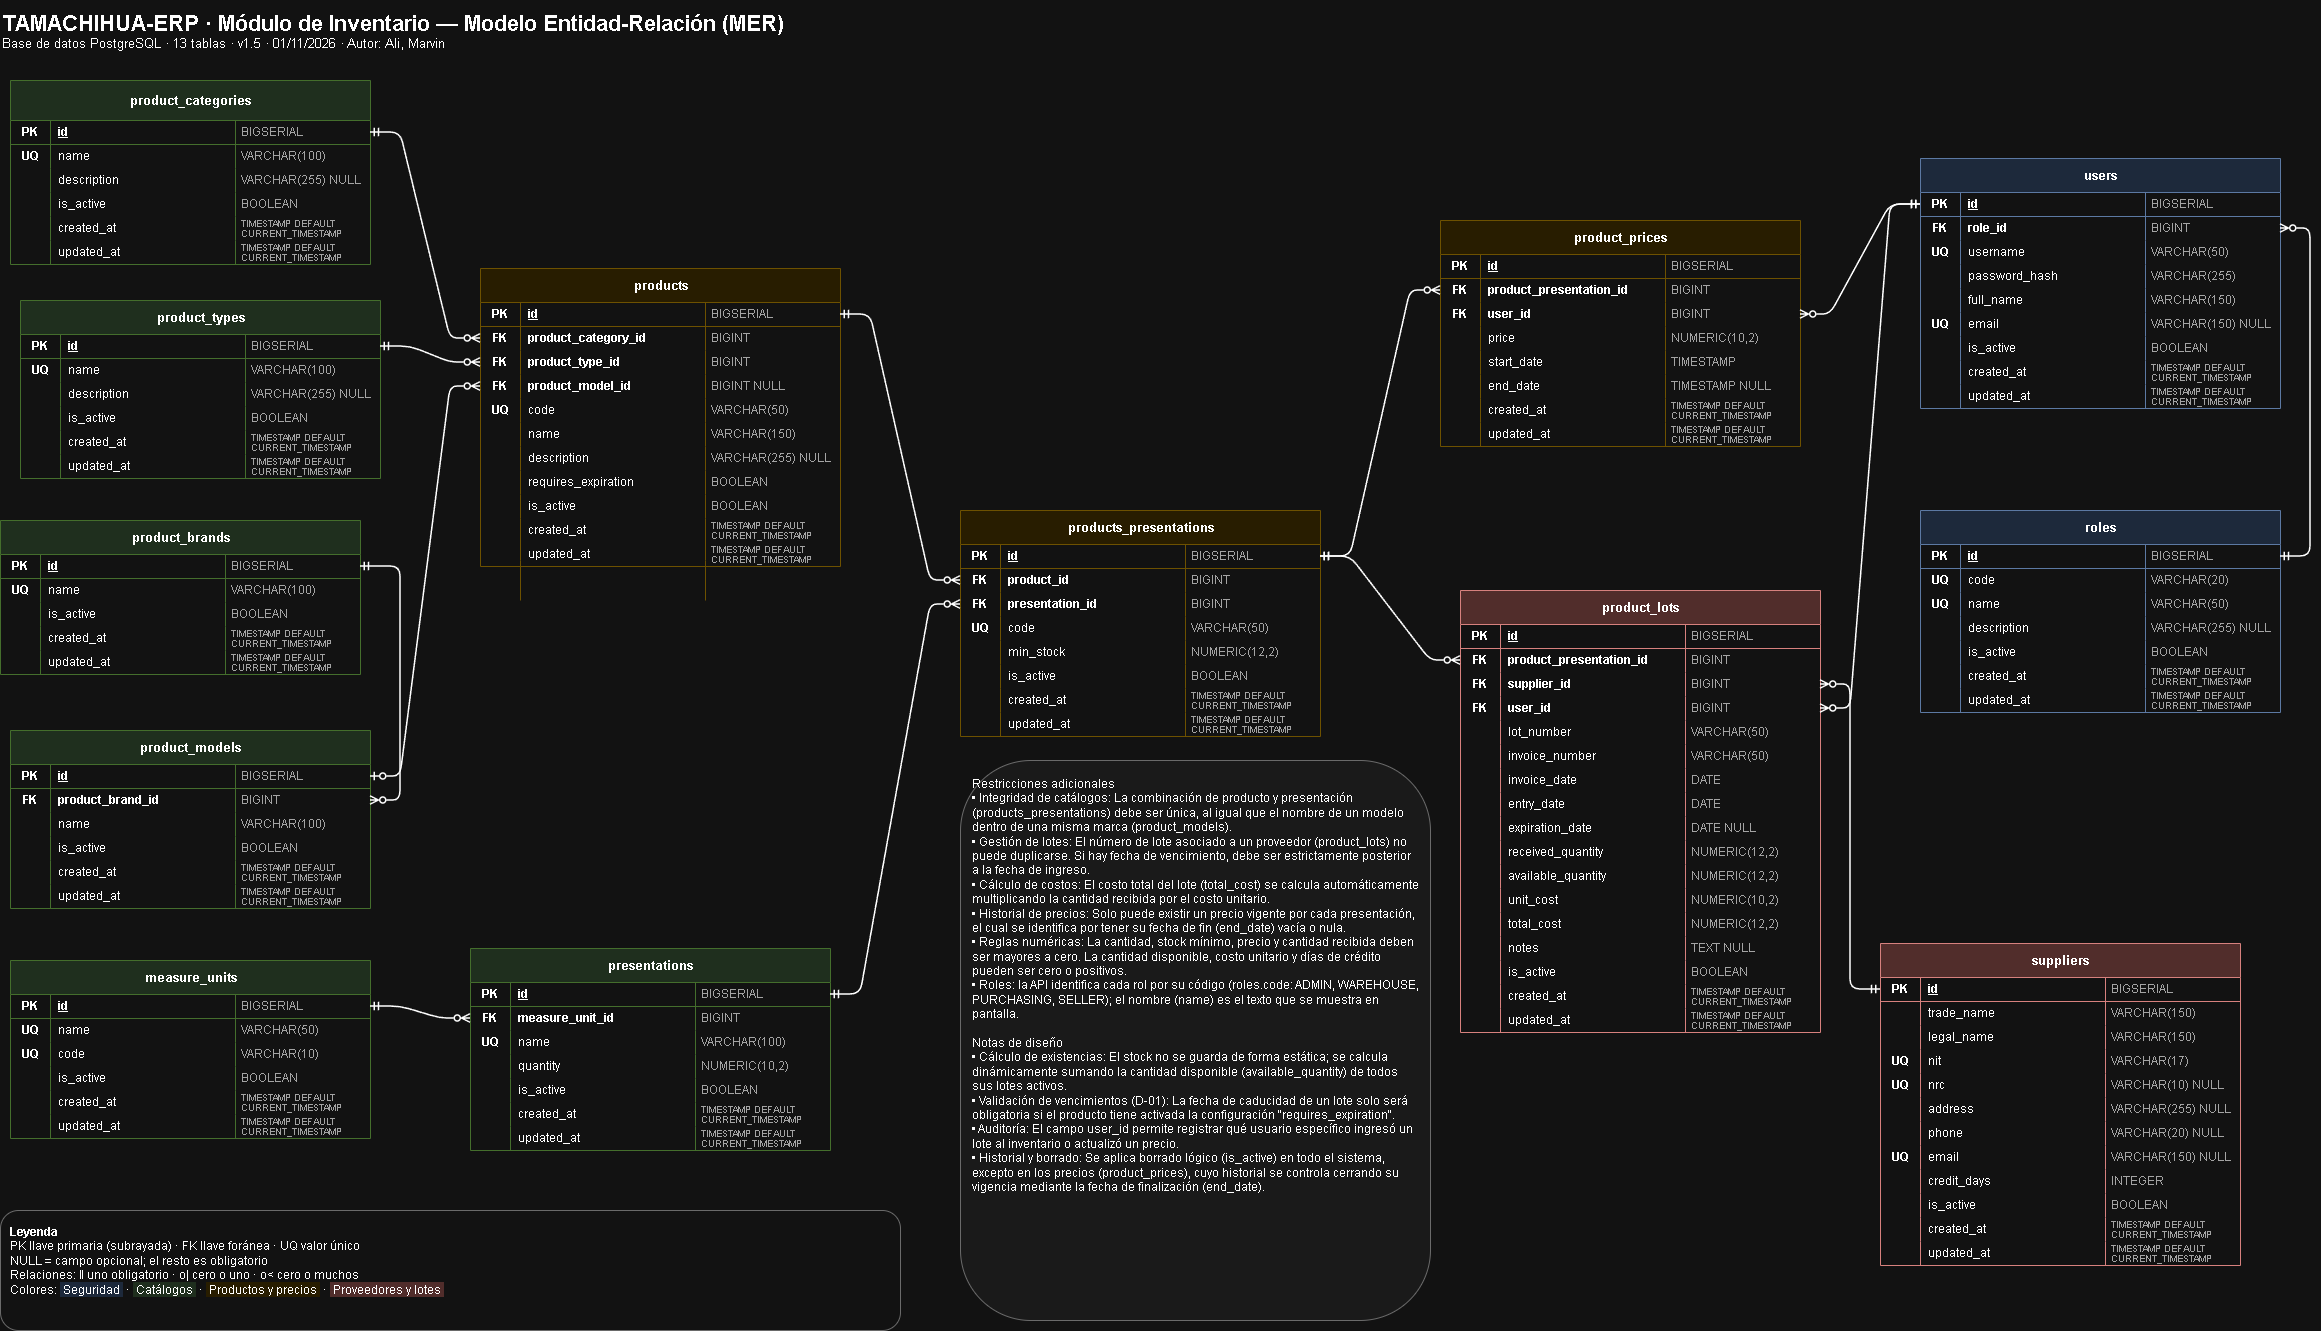 TAMACHIHUA-ERP · Módulo de Inventario — Modelo Entidad-Relación (MER)
Base de datos PostgreSQL · 13 tablas · v1.5 · 01/11/2026 · Autor: Ali, Marvin
product_categories
PK id BIGSERIAL
UQ name VARCHAR(100)
description VARCHAR(255) NULL
is_active BOOLEAN
created_at TIMESTAMP DEFAULT CURRENT_TIMESTAMP
updated_at TIMESTAMP DEFAULT CURRENT_TIMESTAMP
product_types
PK id BIGSERIAL
UQ name VARCHAR(100)
description VARCHAR(255) NULL
is_active BOOLEAN
created_at TIMESTAMP DEFAULT CURRENT_TIMESTAMP
updated_at TIMESTAMP DEFAULT CURRENT_TIMESTAMP
product_brands
PK id BIGSERIAL
UQ name VARCHAR(100)
is_active BOOLEAN
created_at TIMESTAMP DEFAULT CURRENT_TIMESTAMP
updated_at TIMESTAMP DEFAULT CURRENT_TIMESTAMP
product_models
PK id BIGSERIAL
FK product_brand_id BIGINT
name VARCHAR(100)
is_active BOOLEAN
created_at TIMESTAMP DEFAULT CURRENT_TIMESTAMP
updated_at TIMESTAMP DEFAULT CURRENT_TIMESTAMP
measure_units
PK id BIGSERIAL
UQ name VARCHAR(50)
UQ code VARCHAR(10)
is_active BOOLEAN
created_at TIMESTAMP DEFAULT CURRENT_TIMESTAMP
updated_at TIMESTAMP DEFAULT CURRENT_TIMESTAMP
products
PK id BIGSERIAL
FK product_category_id BIGINT
FK product_type_id BIGINT
FK product_model_id BIGINT NULL
UQ code VARCHAR(50)
name VARCHAR(150)
description VARCHAR(255) NULL
requires_expiration BOOLEAN
is_active BOOLEAN
created_at TIMESTAMP DEFAULT CURRENT_TIMESTAMP
updated_at TIMESTAMP DEFAULT CURRENT_TIMESTAMP
presentations
PK id BIGSERIAL
FK measure_unit_id BIGINT
UQ name VARCHAR(100)
quantity NUMERIC(10,2)
is_active BOOLEAN
created_at TIMESTAMP DEFAULT CURRENT_TIMESTAMP
updated_at TIMESTAMP DEFAULT CURRENT_TIMESTAMP
products_presentations
PK id BIGSERIAL
FK product_id BIGINT
FK presentation_id BIGINT
UQ code VARCHAR(50)
min_stock NUMERIC(12,2)
is_active BOOLEAN
created_at TIMESTAMP DEFAULT CURRENT_TIMESTAMP
updated_at TIMESTAMP DEFAULT CURRENT_TIMESTAMP
product_prices
PK id BIGSERIAL
FK product_presentation_id BIGINT
FK user_id BIGINT
price NUMERIC(10,2)
start_date TIMESTAMP
end_date TIMESTAMP NULL
created_at TIMESTAMP DEFAULT CURRENT_TIMESTAMP
updated_at TIMESTAMP DEFAULT CURRENT_TIMESTAMP
product_lots
PK id BIGSERIAL
FK product_presentation_id BIGINT
FK supplier_id BIGINT
FK user_id BIGINT
lot_number VARCHAR(50)
invoice_number VARCHAR(50)
invoice_date DATE
entry_date DATE
expiration_date DATE NULL
received_quantity NUMERIC(12,2)
available_quantity NUMERIC(12,2)
unit_cost NUMERIC(10,2)
total_cost NUMERIC(12,2)
notes TEXT NULL
is_active BOOLEAN
created_at TIMESTAMP DEFAULT CURRENT_TIMESTAMP
updated_at TIMESTAMP DEFAULT CURRENT_TIMESTAMP
users
PK id BIGSERIAL
FK role_id BIGINT
UQ username VARCHAR(50)
password_hash VARCHAR(255)
full_name VARCHAR(150)
UQ email VARCHAR(150) NULL
is_active BOOLEAN
created_at TIMESTAMP DEFAULT CURRENT_TIMESTAMP
updated_at TIMESTAMP DEFAULT CURRENT_TIMESTAMP
roles
PK id BIGSERIAL
UQ code VARCHAR(20)
UQ name VARCHAR(50)
description VARCHAR(255) NULL
is_active BOOLEAN
created_at TIMESTAMP DEFAULT CURRENT_TIMESTAMP
updated_at TIMESTAMP DEFAULT CURRENT_TIMESTAMP
suppliers
PK id BIGSERIAL
trade_name VARCHAR(150)
legal_name VARCHAR(150)
UQ nit VARCHAR(17)
UQ nrc VARCHAR(10) NULL
address VARCHAR(255) NULL
phone VARCHAR(20) NULL
UQ email VARCHAR(150) NULL
credit_days INTEGER
is_active BOOLEAN
created_at TIMESTAMP DEFAULT CURRENT_TIMESTAMP
updated_at TIMESTAMP DEFAULT CURRENT_TIMESTAMP
Restricciones adicionales
• Integridad de catálogos: La combinación de producto y presentación
(products_presentations) debe ser única, al igual que el nombre de un modelo
dentro de una misma marca (product_models).
• Gestión de lotes: El número de lote asociado a un proveedor (product_lots) no
puede duplicarse. Si hay fecha de vencimiento, debe ser estrictamente posterior
a la fecha de ingreso.
• Cálculo de costos: El costo total del lote (total_cost) se calcula automáticamente
multiplicando la cantidad recibida por el costo unitario.
• Historial de precios: Solo puede existir un precio vigente por cada presentación,
el cual se identifica por tener su fecha de fin (end_date) vacía o nula.
• Reglas numéricas: La cantidad, stock mínimo, precio y cantidad recibida deben
ser mayores a cero. La cantidad disponible, costo unitario y días de crédito
pueden ser cero o positivos.
• Roles: la API identifica cada rol por su código (roles.code: ADMIN, WAREHOUSE,
PURCHASING, SELLER); el nombre (name) es el texto que se muestra en
pantalla.
Notas de diseño
• Cálculo de existencias: El stock no se guarda de forma estática; se calcula
dinámicamente sumando la cantidad disponible (available_quantity) de todos
sus lotes activos.
• Validación de vencimientos (D-01): La fecha de caducidad de un lote solo será
obligatoria si el producto tiene activada la configuración "requires_expiration".
• Auditoría: El campo user_id permite registrar qué usuario específico ingresó un
lote al inventario o actualizó un precio.
• Historial y borrado: Se aplica borrado lógico (is_active) en todo el sistema,
excepto en los precios (product_prices), cuyo historial se controla cerrando su
vigencia mediante la fecha de finalización (end_date).
Leyenda
PK llave primaria (subrayada) · FK llave foránea · UQ valor único
NULL = campo opcional; el resto es obligatorio
Relaciones: || uno obligatorio · o| cero o uno · o< cero o muchos
Colores: Seguridad · Catálogos · Productos y precios · Proveedores y lotes